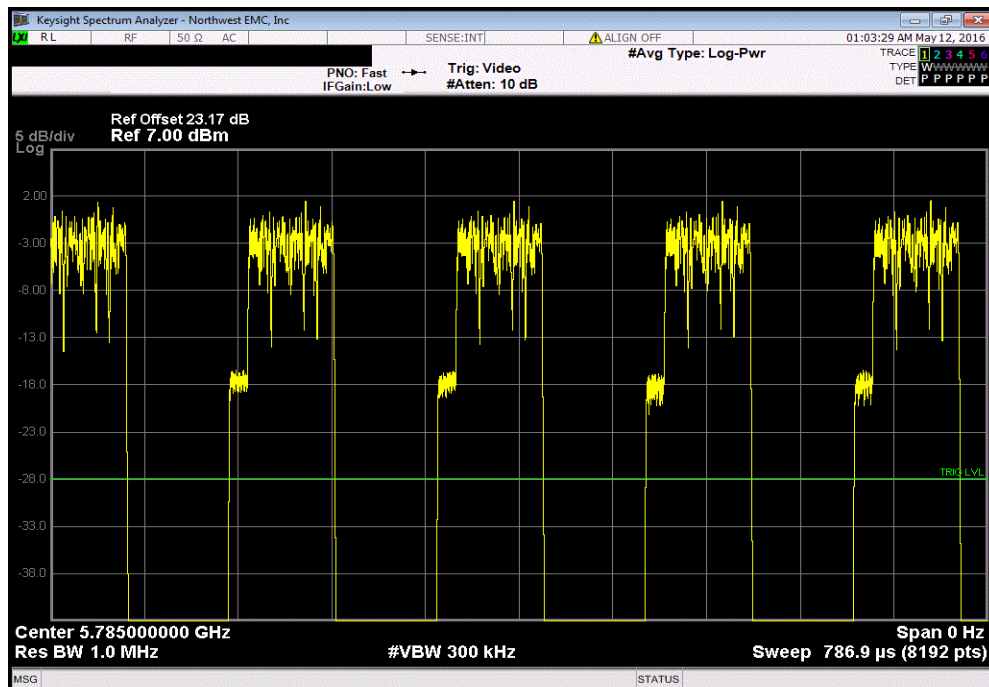 Keysight Spectrum Analyzer - Northwest EMC, Inc
LXI RL RF 50 Ω AC SENSE:INT ALIGN OFF 01:03:29 AM May 12, 2016
#Avg Type: Log-Pwr
TRACE 1 2 3 4 5 6
PNO: Fast Trig: Video
TYPE WWWWWW
IFGain:Low #Atten: 10 dB
DET P P P P P P
Ref Offset 23.17 dB
5 dB/div Ref 7.00 dBm
Log
2.00
-3.00
-8.00
-13.0
-18.0
-23.0
-28.0
TRIG LVL
-33.0
-38.0
Center 5.785000000 GHz Span 0 Hz
Res BW 1.0 MHz #VBW 300 kHz Sweep 786.9 µs (8192 pts)
MSG STATUS